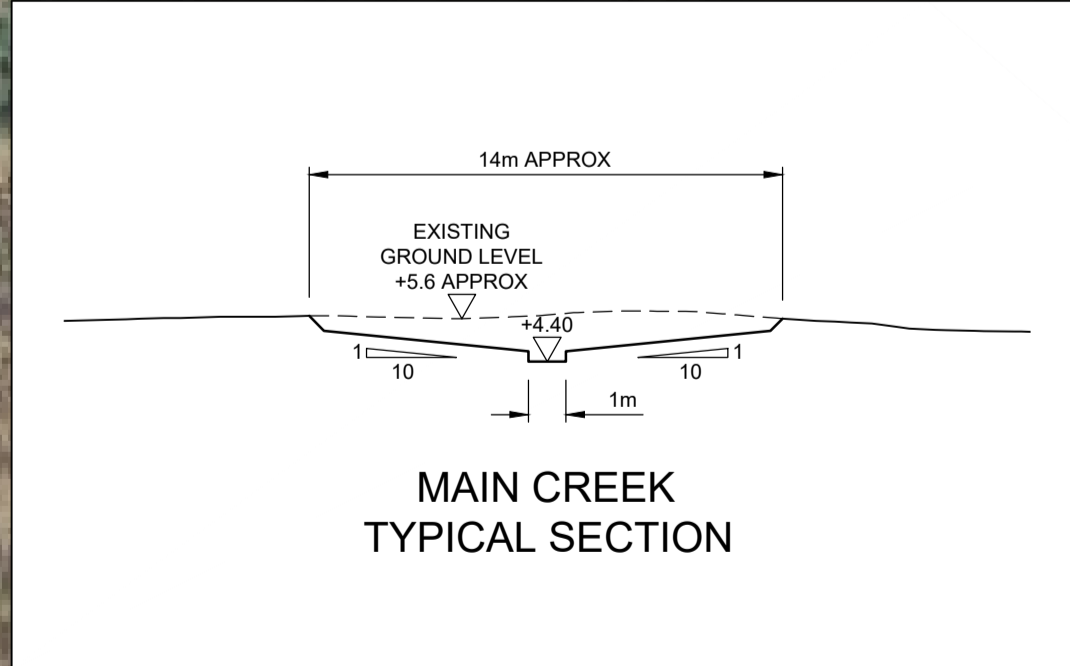 14m APPROX
EXISTING
GROUND LEVEL
+5.6 APPROX
+4.40
1
10
1
10
1m
MAIN CREEK
TYPICAL SECTION